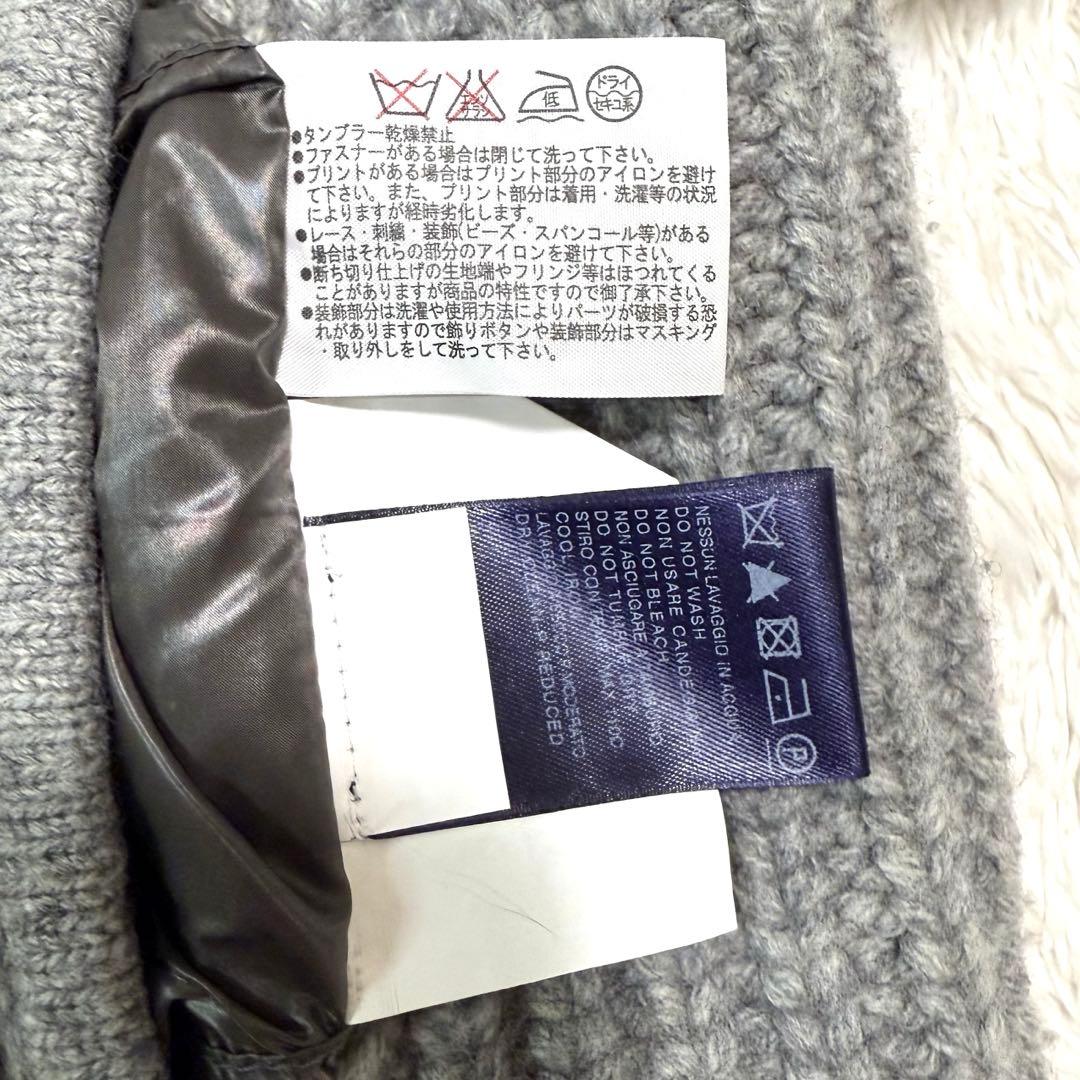 エンソ
サラシ
低
ドライ
セキユ系
●タンブラー乾燥禁止
●ファスナーがある場合は閉じて洗って下さい。
●プリントがある場合はプリント部分のアイロンを避け
て下さい。また、プリント部分は着用・洗濯等の状況
によりますが経時劣化します。
●レース・刺繍・装飾(ビーズ・スパンコール等)がある
場合はそれらの部分のアイロンを避けて下さい。
●断ち切り仕上げの生地端やフリンジ等はほつれてくる
ことがありますが商品の特性ですので御了承下さい。
●装飾部分は洗濯や使用方法によりパーツが破損する恐
れがありますので飾りボタンや装飾部分はマスキング
・取り外しをして洗って下さい。
P
NESSUN LAVAGGIO IN ACQUA
DO NOT WASH
NON USARE
DO NOT BLEACH
NON ASCIUGARE
DO NOT
STIRO CON
COOL
LAVAGGIO MODERATO
REDUCED